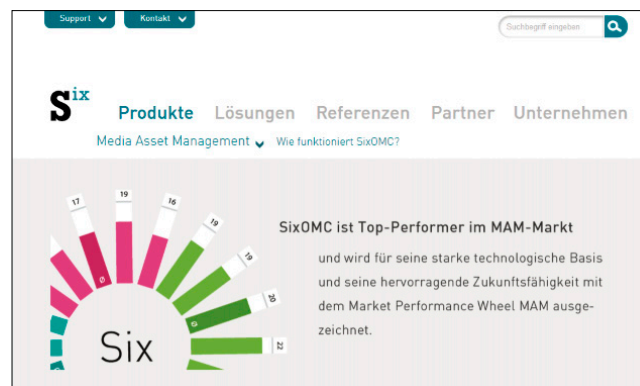 Support
Kontakt
Suchbegriff eingeben
Six
Produkte Lösungen Referenzen Partner Unternehmen
Media Asset Management Wie funktioniert SixOMC?
17
19
16
19
19
20
22
Ø
Ø
Six
SixOMC ist Top-Performer im MAM-Markt
und wird für seine starke technologische Basis
und seine hervorragende Zukunftsfähigkeit mit
dem Market Performance Wheel MAM ausge-
zeichnet.